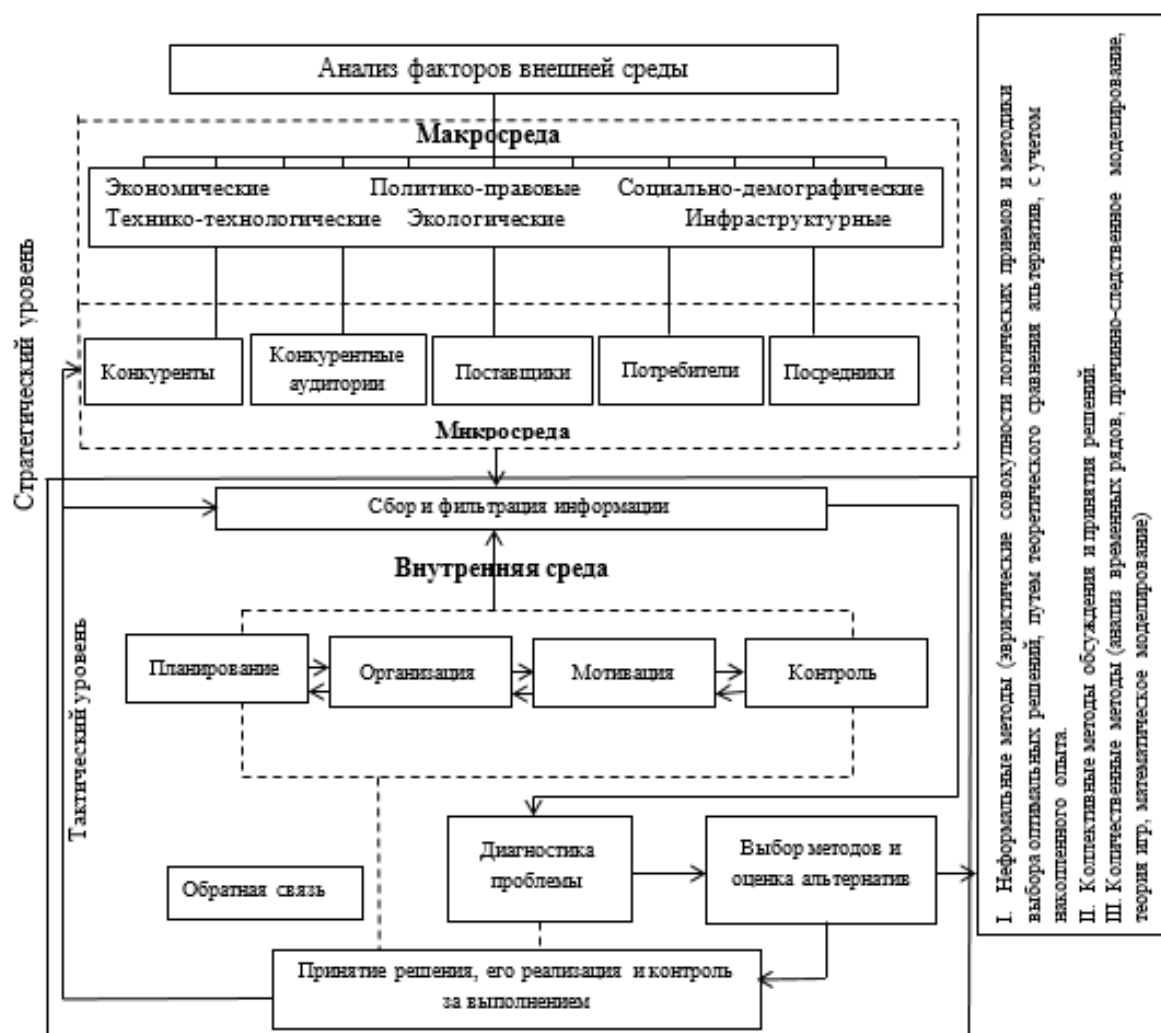 Анализ факторов внешней среды
Макросреда
Экономические Политико-правовые Социально-демографические
Технико-технологические Экологические Инфраструктурные
Стратегический уровень
Конкуренты
Конкурентные
аудитории
Поставщики
Потребители
Посредники
Микросреда
Сбор и фильтрация информации
Внутренняя среда
Тактический уровень
Планирование
Организация
Мотивация
Контроль
Диагностика
проблемы
Выбор методов и
оценка альтернатив
Обратная связь
Принятие решения, его реализация и контроль
за выполнением
I. Неформальные методы (эвристические совокупности логических приемов и методики
выбора оптимальных решений, путем теоретического сравнения альтернатив, с учетом
накопленного опыта.
II. Коллективные методы обсуждения и принятия решений.
III. Количественные методы (анализ временных рядов, причинно-следственное моделирование,
теория игр, математическое моделирование)